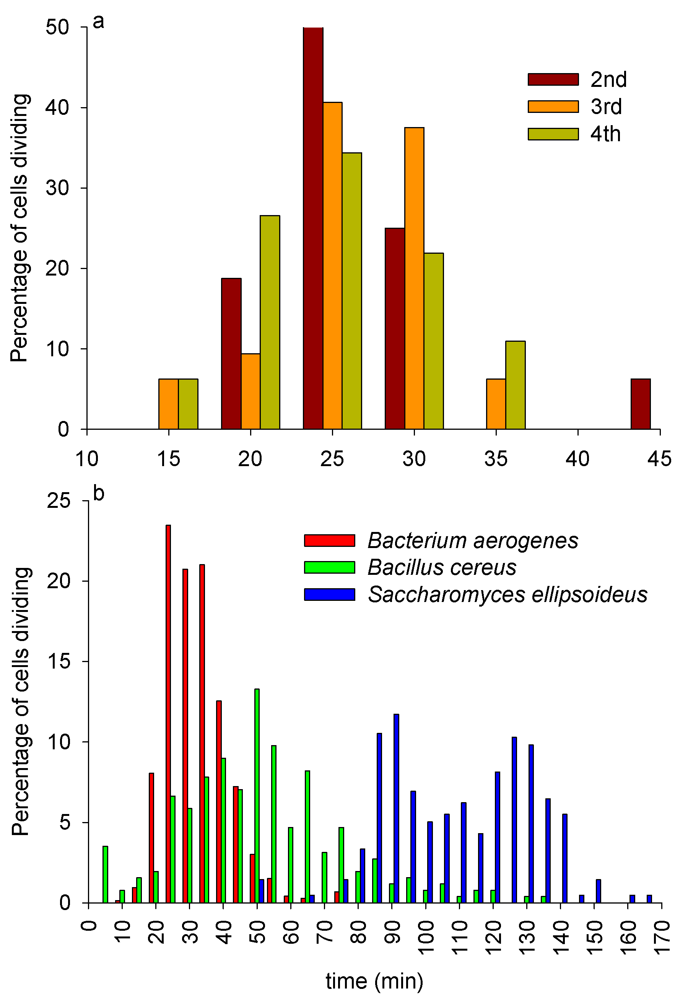 a
50
40
30
20
10
0
Percentage of cells dividing
2nd
3rd
4th
10 15 20 25 30 35 40 45
b
25
20
15
10
5
0
Percentage of cells dividing
Bacterium aerogenes
Bacillus cereus
Saccharomyces ellipsoideus
0 10 20 30 40 50 60 70 80 90 100 110 120 130 140 150 160 170
time (min)